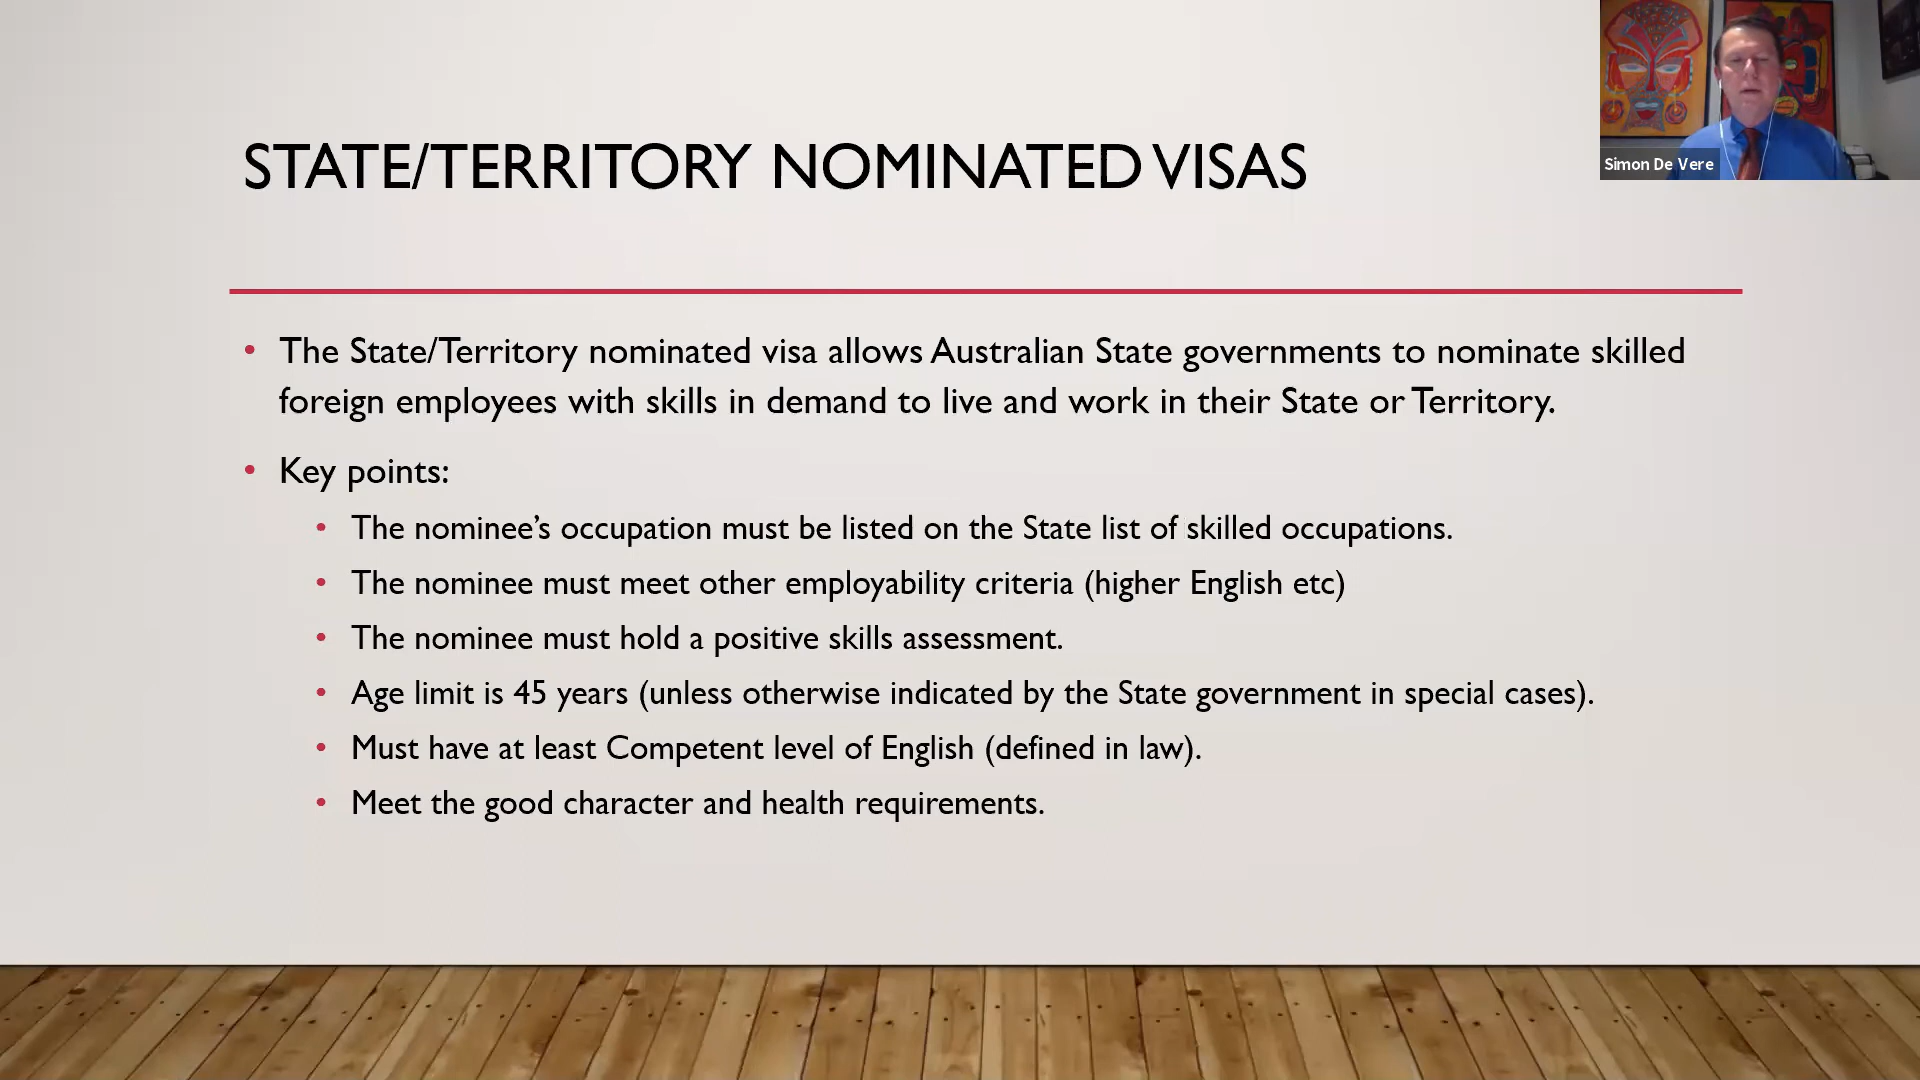 STATE/TERRITORY NOMINATED VISAS
Simon De Vere
• The State/Territory nominated visa allows Australian State governments to nominate skilled
foreign employees with skills in demand to live and work in their State or Territory.
• Key points:
• The nominee’s occupation must be listed on the State list of skilled occupations.
• The nominee must meet other employability criteria (higher English etc)
• The nominee must hold a positive skills assessment.
• Age limit is 45 years (unless otherwise indicated by the State government in special cases).
• Must have at least Competent level of English (defined in law).
• Meet the good character and health requirements.